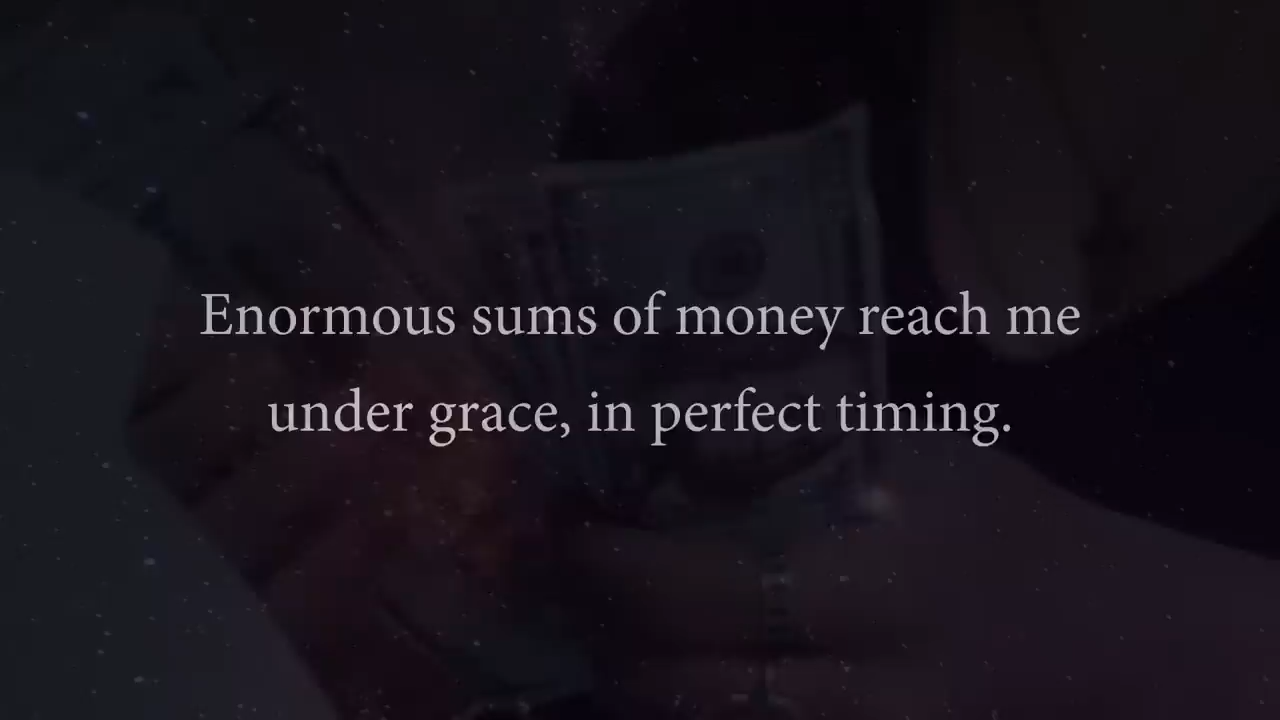 Enormous sums of money reach me
under grace, in perfect timing.